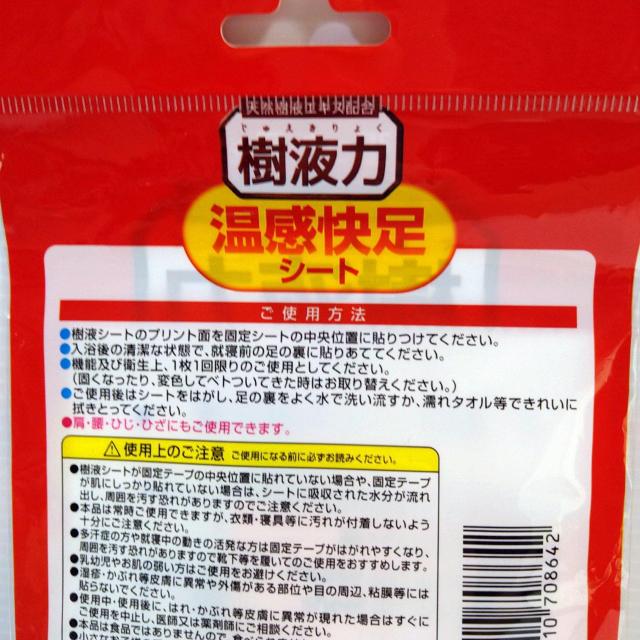 天然樹液エキス配合
じゅえきりょく
樹液力
温感快足
シート
ご使用方法
●樹液シートのプリント面を固定シートの中央位置に貼りつけてください。
●入浴後の清潔な状態で、就寝前の足の裏に貼りあててください。
●機能及び衛生上、1枚1回限りのご使用としてください。
(固くなったり、変色してベトついてきた時はお取り替えください。)
●ご使用後はシートをはがし、足の裏をよく水で洗い流すか、濡れタオル等できれいに
拭きとってください。
●肩・腰・ひじ・ひざにもご使用できます。
使用上のご注意 ご使用になる前に必ずお読みください。
●樹液シートが固定テープの中央位置に貼れていない場合や、固定テープ
が肌にしっかり貼れていない場合は、シートに吸収された水分が流れ
出し、周囲を汚す恐れがありますのでご注意ください。
●本品は常時ご使用できますが、衣類・寝具等に汚れが付着しないよう
十分にご注意ください。
●多汗症の方や就寝中の動きの活発な方は固定テープがはがれやすくなり、
周囲を汚す恐れがありますので靴下等を履いてのご使用をおすすめします。
●乳幼児やお肌の弱い方はご使用をお避けください。
●湿疹・かぶれ等皮膚に異常や外傷がある部位や目の周辺、粘膜等には
貼らないでください。
●使用中・使用後に、はれ・かぶれ等皮膚に異常が現れた場合はすぐに
ご使用を中止し、医師又は薬剤師にご相談ください。
●本品は食品ではありませんので、食べられません。
10708642